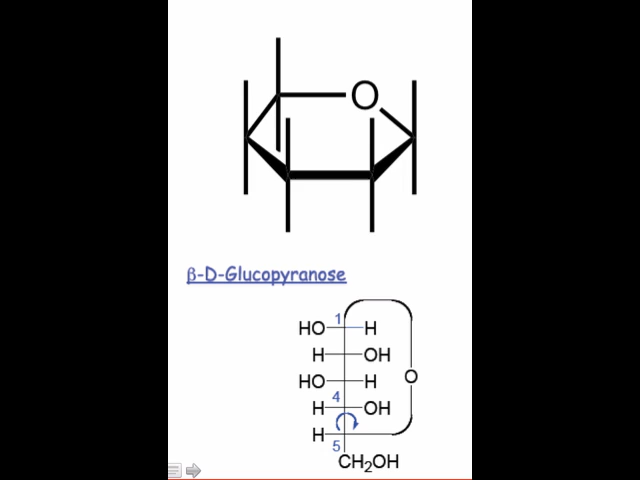 O
β-D-Glucopyranose
1
HO H
H OH
HO H O
4
H OH
H
5
CH2OH